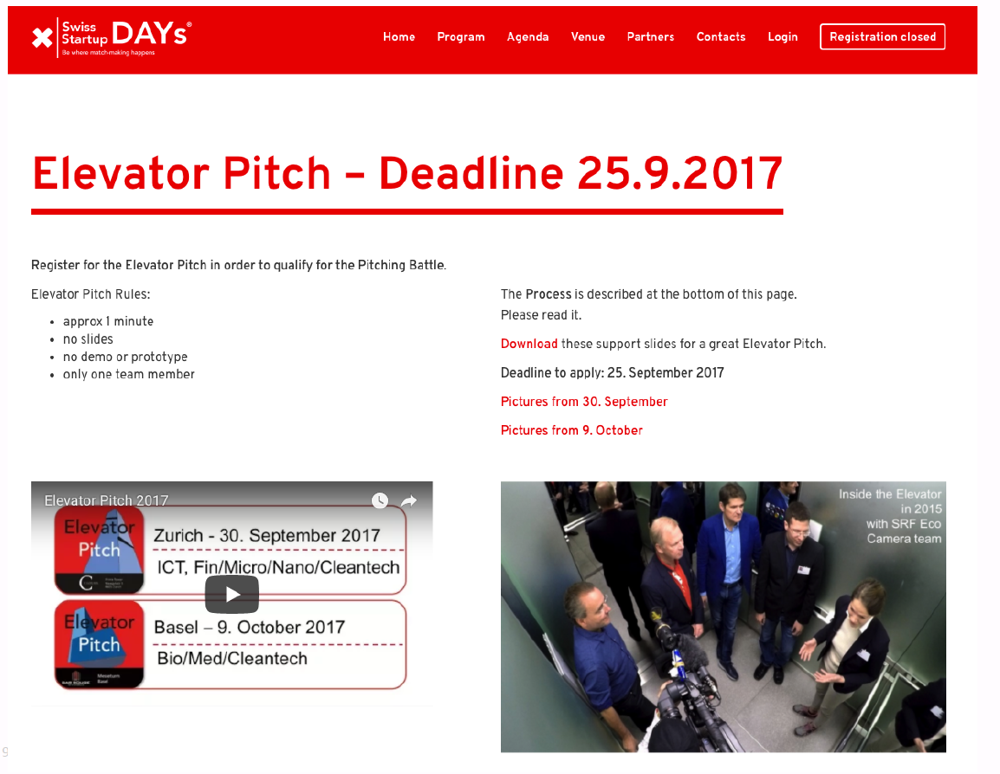 Swiss
Startup DAYs®
Be where match-making happens
Home
Program
Agenda
Venue
Partners
Contacts
Login
Registration closed
Elevator Pitch – Deadline 25.9.2017
Register for the Elevator Pitch in order to qualify for the Pitching Battle.
Elevator Pitch Rules:
• approx 1 minute
• no slides
• no demo or prototype
• only one team member
The Process is described at the bottom of this page.
Please read it.
Download these support slides for a great Elevator Pitch.
Deadline to apply: 25. September 2017
Pictures from 30. September
Pictures from 9. October
Elevator Pitch 2017
Elevator
Pitch
Zurich - 30. September 2017
ICT, Fin/Micro/Nano/Cleantech
Elevator
Pitch
Messeturm
Basel
Basel – 9. October 2017
Bio/Med/Cleantech
Inside the Elevator
in 2015
with SRF Eco
Camera team
9